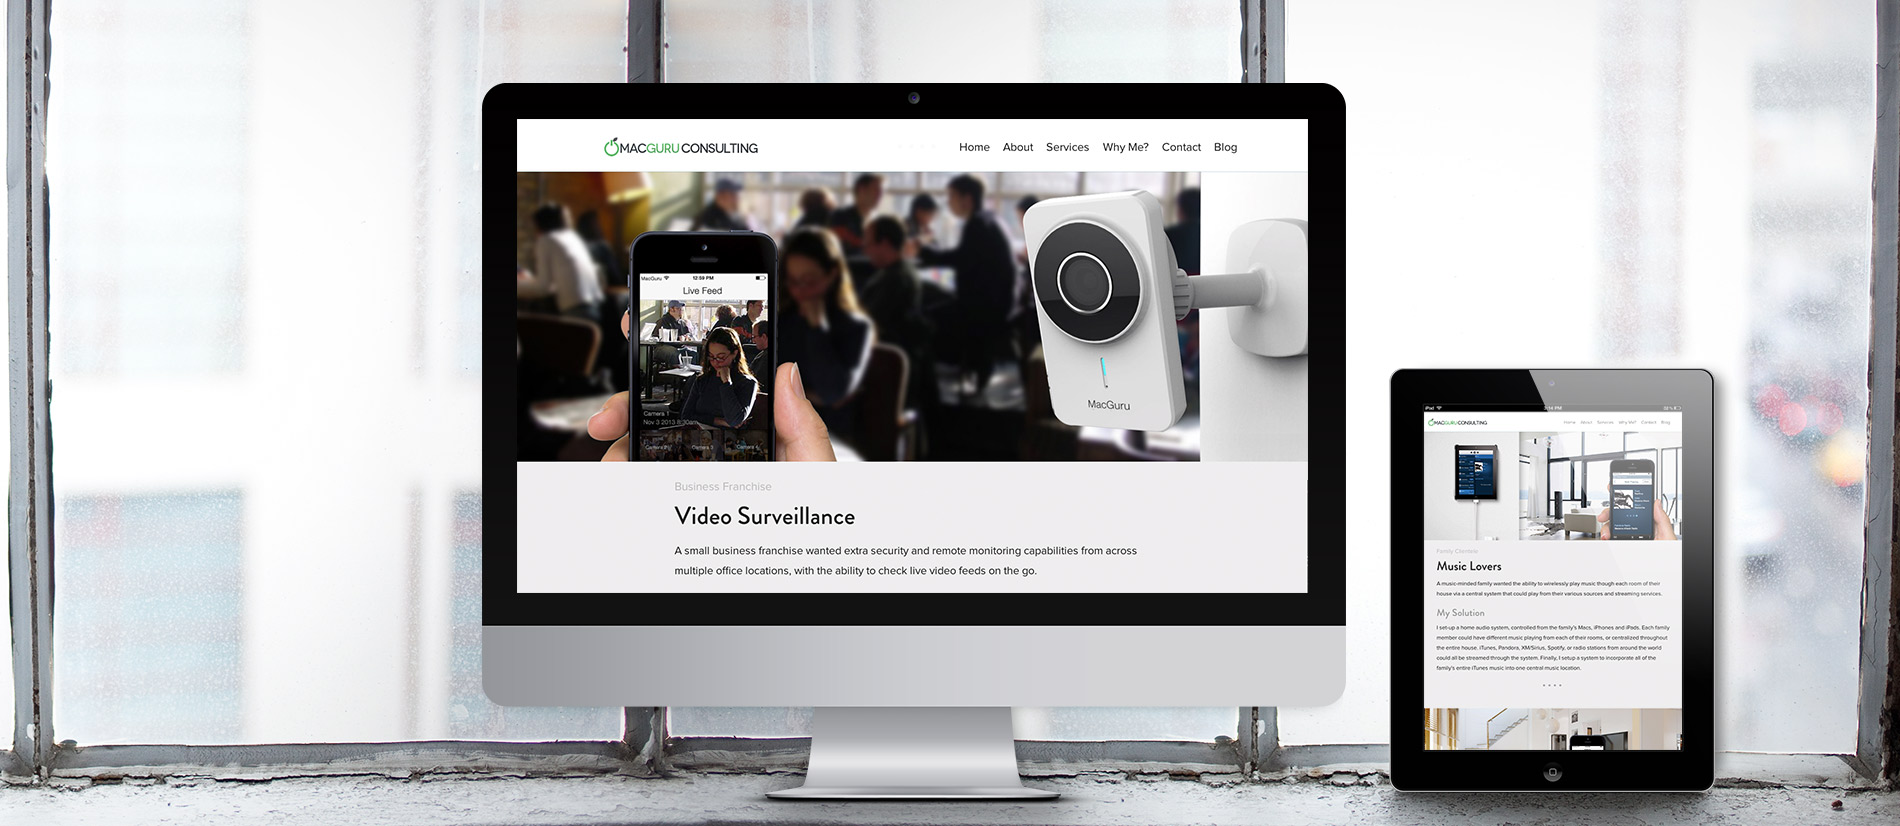 MACGURU CONSULTING
Home About Services Why Me? Contact Blog
MacGuru 12:59 PM
Live Feed
Camera 1
Nov 3 2013 8:30am
Camera 3
Camera 4
MacGuru
Business Franchise
Video Surveillance
A small business franchise wanted extra security and remote monitoring capabilities from across
multiple office locations, with the ability to check live video feeds on the go.
iPad
MACGURU CONSULTING
Home About Services Why Me? Contact Blog
Family Clientele
Music Lovers
A music-minded family wanted the ability to wirelessly play music though each room of their
house via a central system that could play from their various sources and streaming services.
My Solution
I set-up a home audio system, controlled from the family's Macs, iPhones and iPads. Each family
member could have different music playing from each of their rooms, or centralized throughout
the entire house. iTunes, Pandora, XM/Sirius, Spotify, or radio stations from around the world
could all be streamed through the system. Finally, I setup a system to incorporate all of the
family's entire iTunes music into one central music location.